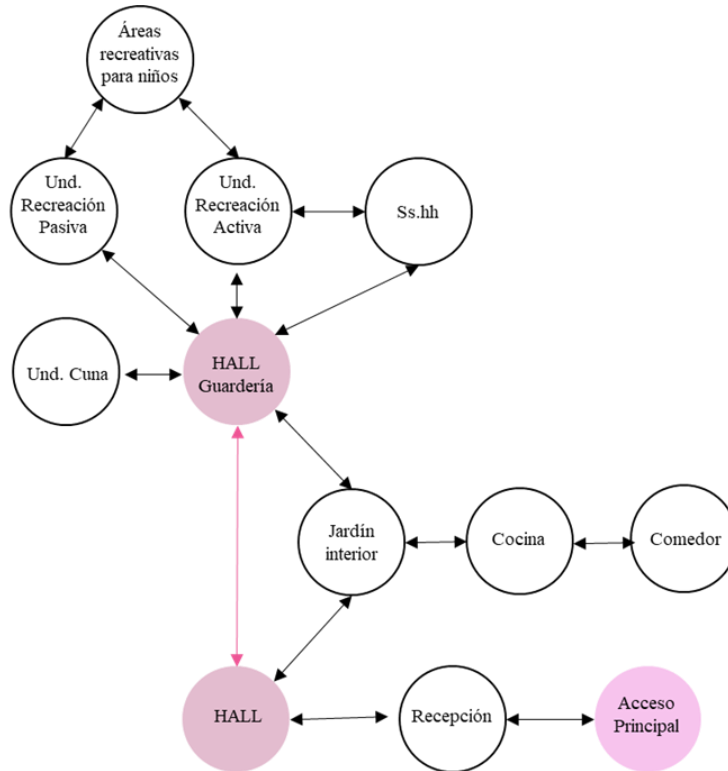 Áreas
recreativas
para niños
Und.
Recreación
Pasiva
Und.
Recreación
Activa
Ss.hh
Und. Cuna
HALL
Guardería
Jardín
interior
Cocina
Comedor
HALL
Recepción
Acceso
Principal